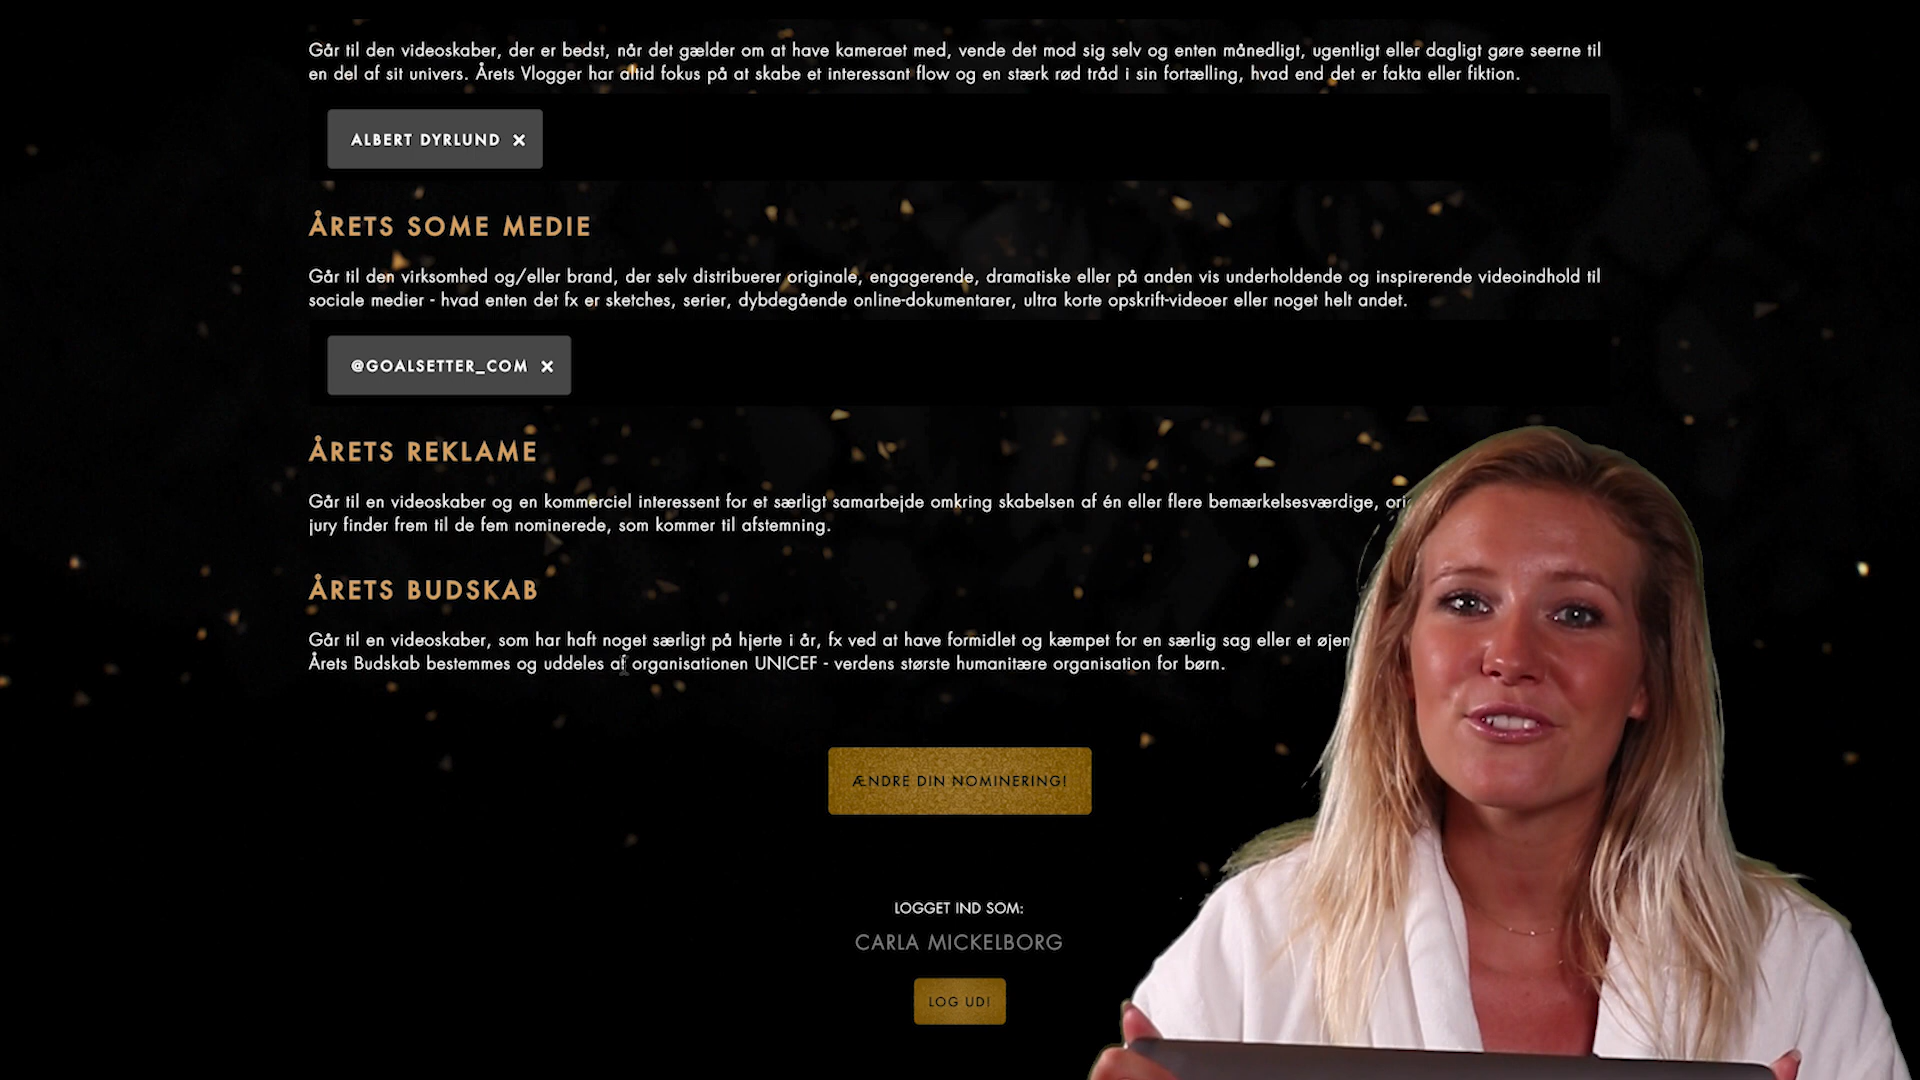 Går til den videoskaber, der er bedst, når det gælder om at have kameraet med, vende det mod sig selv og enten månedligt, ugentligt eller dagligt gøre seerne til
en del af sit univers. Årets Vlogger har altid fokus på at skabe et interessant flow og en stærk rød tråd i sin fortælling, hvad end det er fakta eller fiktion.
ALBERT DYRLUND ×
ÅRETS SOME MEDIE
Går til den virksomhed og/eller brand, der selv distribuerer originale, engagerende, dramatiske eller på anden vis underholdende og inspirerende videoindhold til
sociale medier - hvad enten det fx er sketches, serier, dybdegående online-dokumentarer, ultra korte opskrift-videoer eller noget helt andet.
@GOALSETTER_COM ×
ÅRETS REKLAME
Går til en videoskaber og en kommerciel interessent for et særligt samarbejde omkring skabelsen af én eller flere bemærkelsesværdige,
jury finder frem til de fem nominerede, som kommer til afstemning.
ÅRETS BUDSKAB
Går til en videoskaber, som har haft noget særligt på hjerte i år, fx ved at have formidlet og kæmpet for en særlig sag eller et
Årets Budskab bestemmes og uddeles af organisationen UNICEF - verdens største humanitære organisation for børn.
ÆNDRE DIN NOMINERING!
LOGGET IND SOM:
CARLA MICKELBORG
LOG UD!